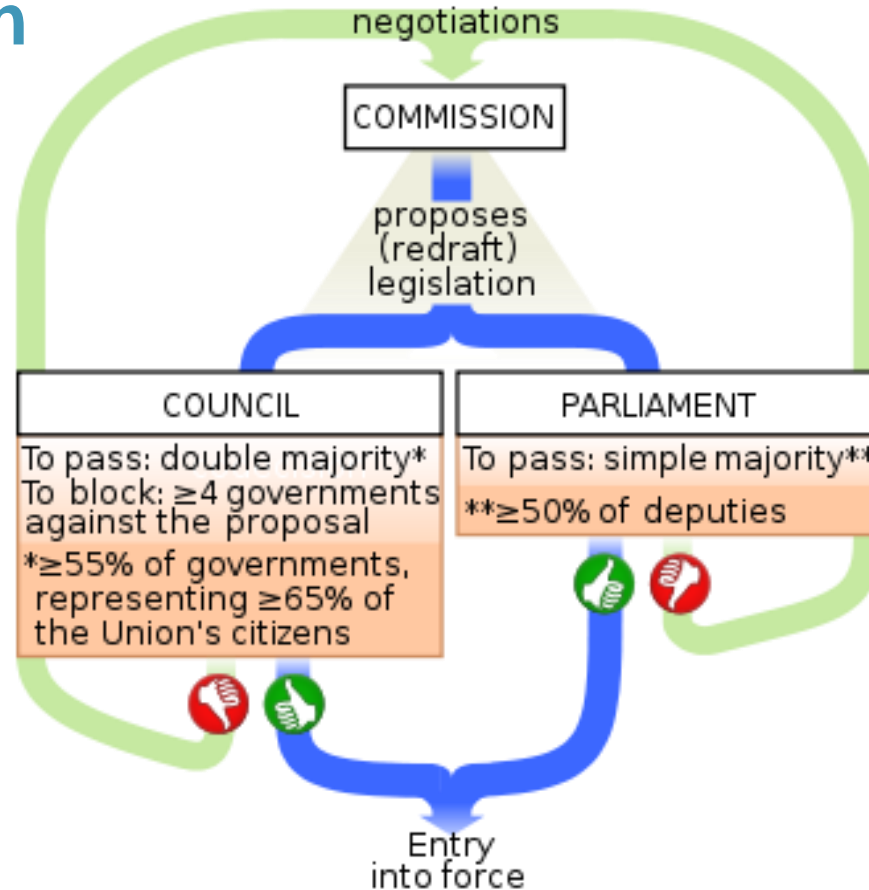 n
negotiations
COMMISSION
proposes
(redraft)
legislation
COUNCIL
To pass: double majority*
To block: ≥4 governments
against the proposal
*≥55% of governments,
representing ≥65% of
the Union's citizens
PARLIAMENT
To pass: simple majority**
**≥50% of deputies
Entry
into force